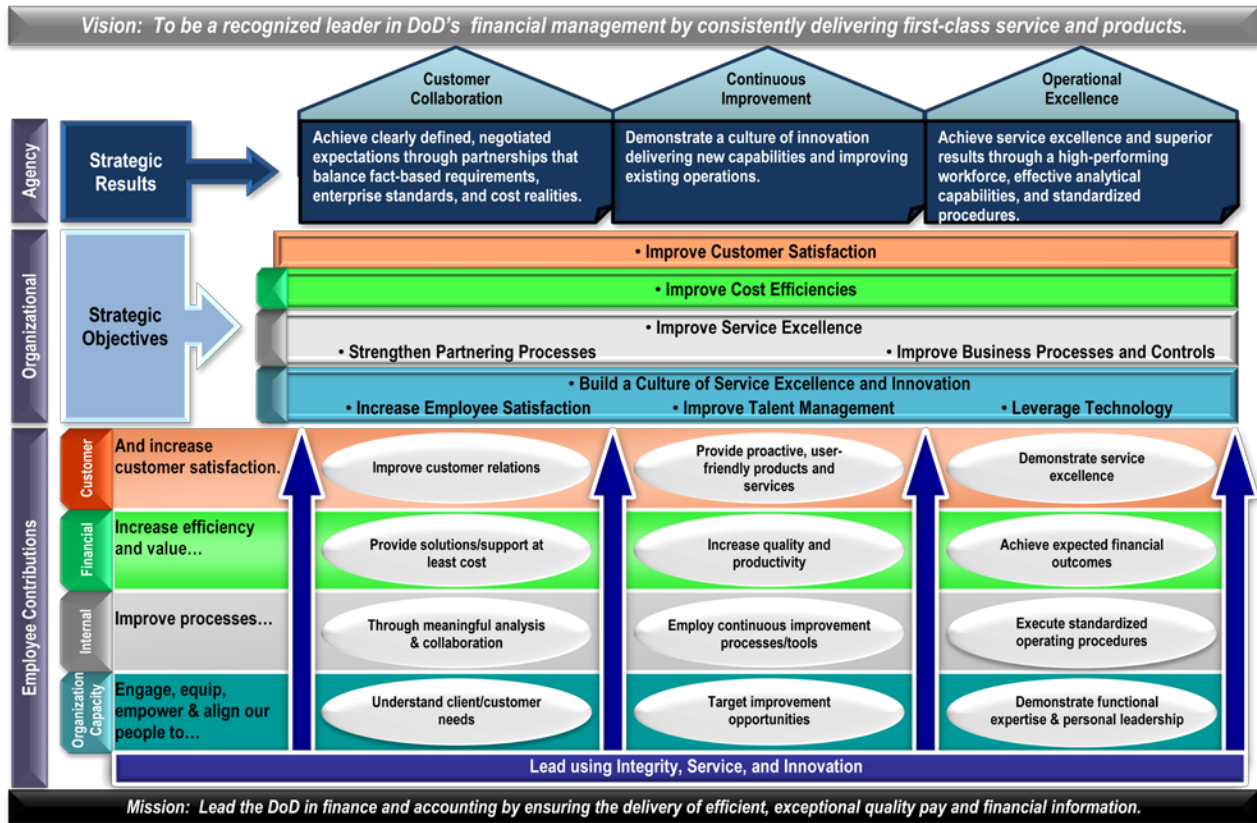 Vision:  To be a recognized leader in DoD's  financial management by consistently delivering first-class service and products.
Customer
Collaboration
Continuous
Improvement
Operational
Excellence
Agency
Strategic
Results
Achieve clearly defined, negotiated
expectations through partnerships that
balance fact-based requirements,
enterprise standards, and cost realities.
Demonstrate a culture of innovation
delivering new capabilities and improving
existing operations.
Achieve service excellence and superior
results through a high-performing
workforce, effective analytical
capabilities, and standardized
procedures.
Organizational
Strategic
Objectives
• Improve Customer Satisfaction
• Improve Cost Efficiencies
• Improve Service Excellence
• Strengthen Partnering Processes
• Improve Business Processes and Controls
• Build a Culture of Service Excellence and Innovation
• Increase Employee Satisfaction
• Improve Talent Management
• Leverage Technology
Employee Contributions
Customer
And increase
customer satisfaction.
Improve customer relations
Provide proactive, user-
friendly products and
services
Demonstrate service
excellence
Financial
Increase efficiency
and value…
Provide solutions/support at
least cost
Increase quality and
productivity
Achieve expected financial
outcomes
Internal
Improve processes…
Through meaningful analysis
& collaboration
Employ continuous improvement
processes/tools
Execute standardized
operating procedures
Organization
Capacity
Engage, equip,
empower & align our
people to…
Understand client/customer
needs
Target improvement
opportunities
Demonstrate functional
expertise & personal leadership
Lead using Integrity, Service, and Innovation
Mission:  Lead the DoD in finance and accounting by ensuring the delivery of efficient, exceptional quality pay and financial information.